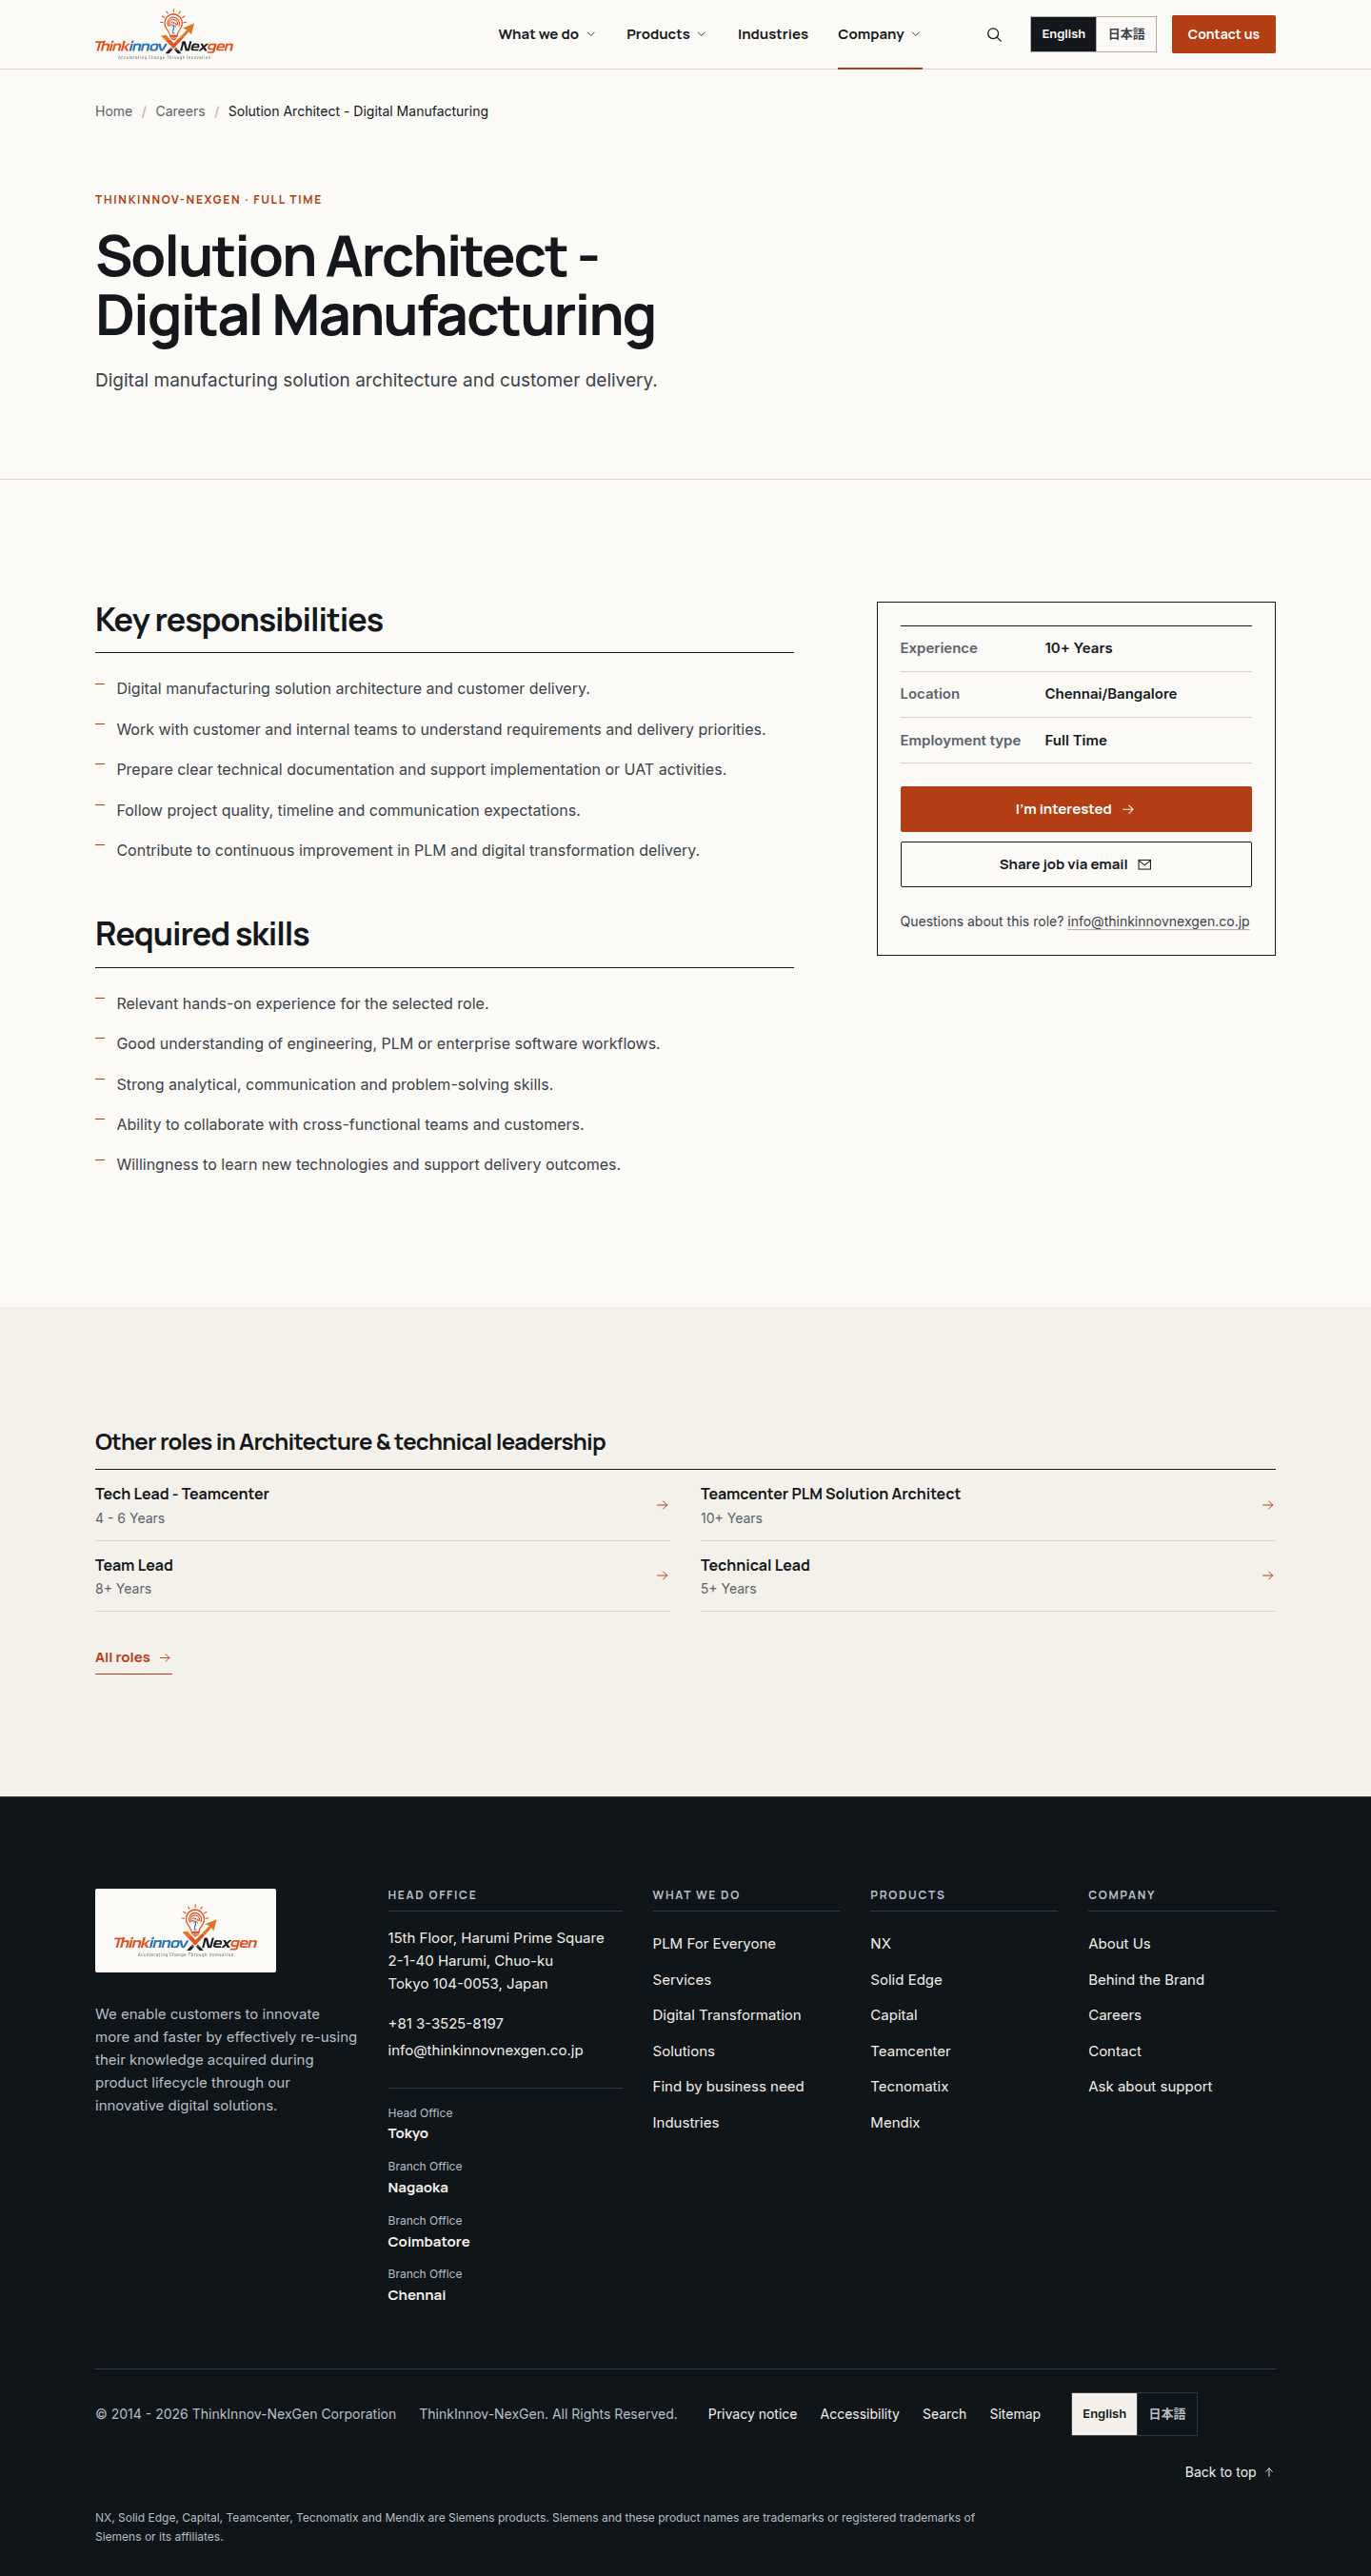 ThinkinnovXNexgen
Accelerating Change Through Innovation
What we do
Products
Industries
Company
English
日本語
Contact us
Home / Careers / Solution Architect - Digital Manufacturing
THINKINNOV-NEXGEN · FULL TIME
Solution Architect -
Digital Manufacturing
Digital manufacturing solution architecture and customer delivery.
Key responsibilities
Digital manufacturing solution architecture and customer delivery.
Work with customer and internal teams to understand requirements and delivery priorities.
Prepare clear technical documentation and support implementation or UAT activities.
Follow project quality, timeline and communication expectations.
Contribute to continuous improvement in PLM and digital transformation delivery.
Required skills
Relevant hands-on experience for the selected role.
Good understanding of engineering, PLM or enterprise software workflows.
Strong analytical, communication and problem-solving skills.
Ability to collaborate with cross-functional teams and customers.
Willingness to learn new technologies and support delivery outcomes.
Experience 10+ Years
Location Chennai/Bangalore
Employment type Full Time
I'm interested →
Share job via email
Questions about this role? info@thinkinnovnexgen.co.jp
Other roles in Architecture & technical leadership
Tech Lead - Teamcenter →
4 - 6 Years
Teamcenter PLM Solution Architect →
10+ Years
Team Lead →
8+ Years
Technical Lead →
5+ Years
All roles →
ThinkinnovXNexgen
Accelerating Change Through Innovation
We enable customers to innovate
more and faster by effectively re-using
their knowledge acquired during
product lifecycle through our
innovative digital solutions.
HEAD OFFICE
15th Floor, Harumi Prime Square
2-1-40 Harumi, Chuo-ku
Tokyo 104-0053, Japan
+81 3-3525-8197
info@thinkinnovnexgen.co.jp
Head Office
Tokyo
Branch Office
Nagaoka
Branch Office
Coimbatore
Branch Office
Chennai
WHAT WE DO
PLM For Everyone
Services
Digital Transformation
Solutions
Find by business need
Industries
PRODUCTS
NX
Solid Edge
Capital
Teamcenter
Tecnomatix
Mendix
COMPANY
About Us
Behind the Brand
Careers
Contact
Ask about support
© 2014 - 2026 ThinkInnov-NexGen Corporation
ThinkInnov-NexGen. All Rights Reserved.
Privacy notice
Accessibility
Search
Sitemap
English
日本語
Back to top ↑
NX, Solid Edge, Capital, Teamcenter, Tecnomatix and Mendix are Siemens products. Siemens and these product names are trademarks or registered trademarks of
Siemens or its affiliates.